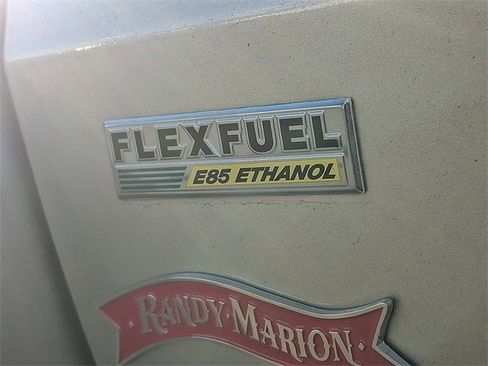 FLEXFUEL
E85 ETHANOL
RANDY MARION